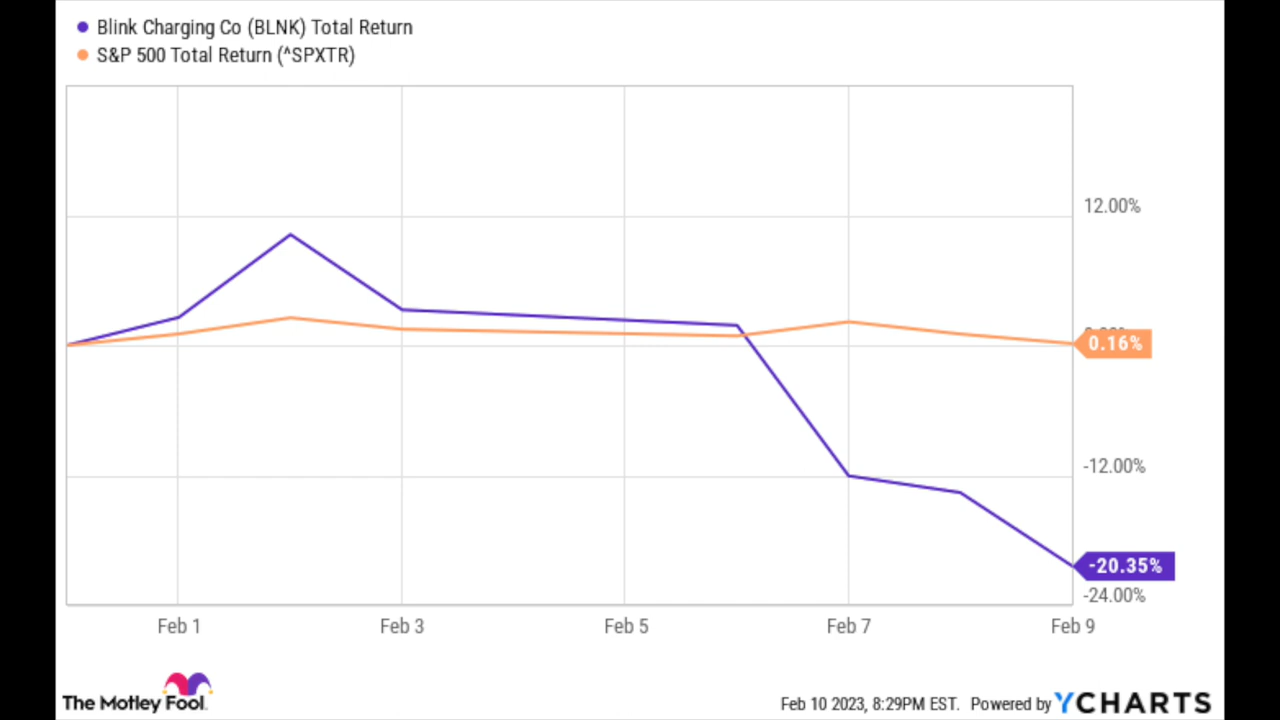 Blink Charging Co (BLNK) Total Return
S&P 500 Total Return (^SPXTR)
12.00%
0.16%
-12.00%
-20.35%
-24.00%
Feb 1 Feb 3 Feb 5 Feb 7 Feb 9
The Motley Fool.
Feb 10 2023, 8:29PM EST. Powered by YCHARTS